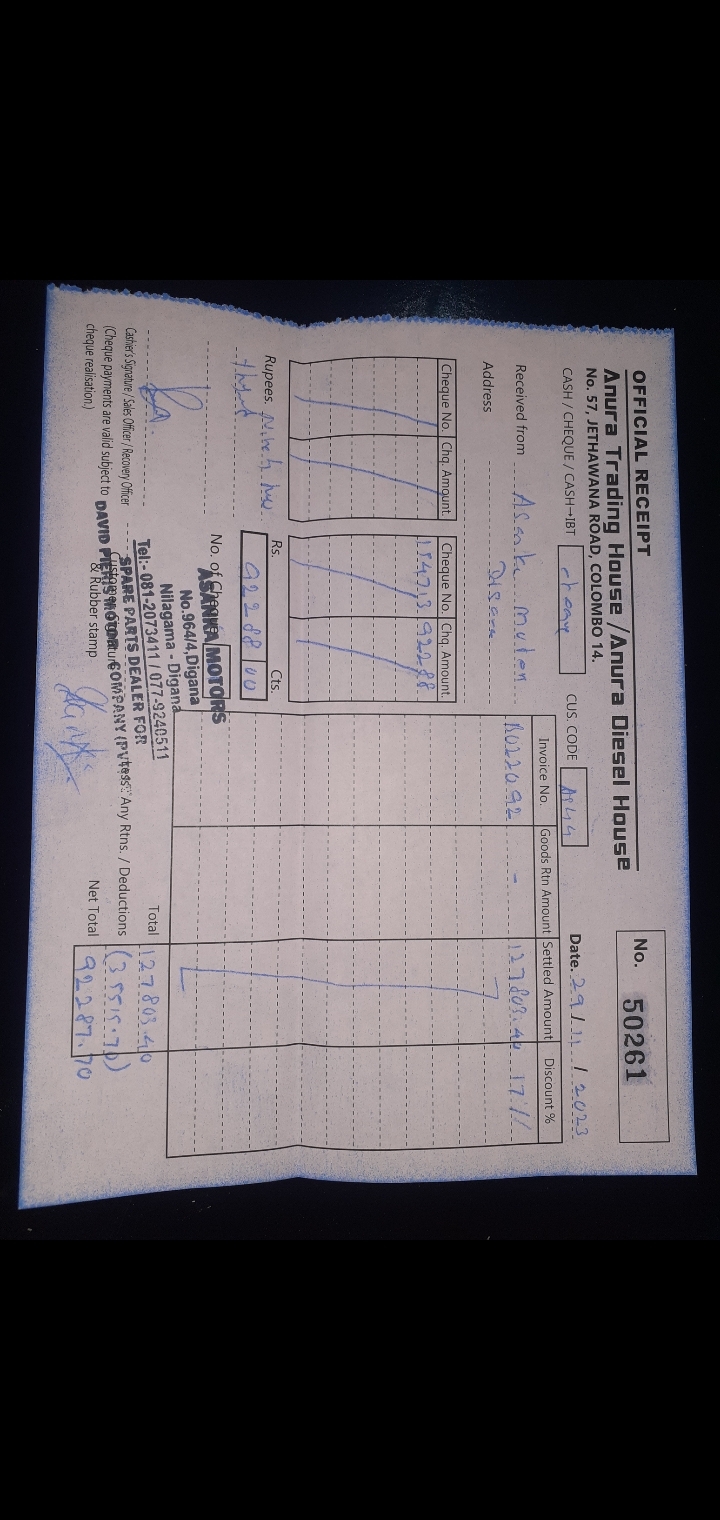 OFFICIAL RECEIPT
Anura Trading House / Anura Diesel House
No. 57, JETHAWANA ROAD, COLOMBO 14.
No. 50261
CASH / CHEQUE / CASH→IBT
CUS. CODE
Date. 29 / 11 / 2023
Received from Asanka
Address
Invoice No. Goods Rtn Amount Settled Amount Discount %
- 127803.40 17%
Cheque No. Chq. Amount. Cheque No. Chq. Amount.
92288
Rupees.
Rs. Cts.
92288 00
No. of Cheque
ASANKA MOTORS
No.964/4,Digana
Nilagama - Digana
Tel:- 081-2073411 / 077-9240511
SPARE PARTS DEALER FOR
DAVID PIERIS MOTOR COMPANY (PVT)
Total 127803.40
Less: Any Rtns. / Deductions (35515.70)
Net Total 92287.70
Cashier's Signature / Sales Officer / Recovery Officer
(Cheque payments are valid subject to
cheque realisation.)
Customer Signature
& Rubber stamp